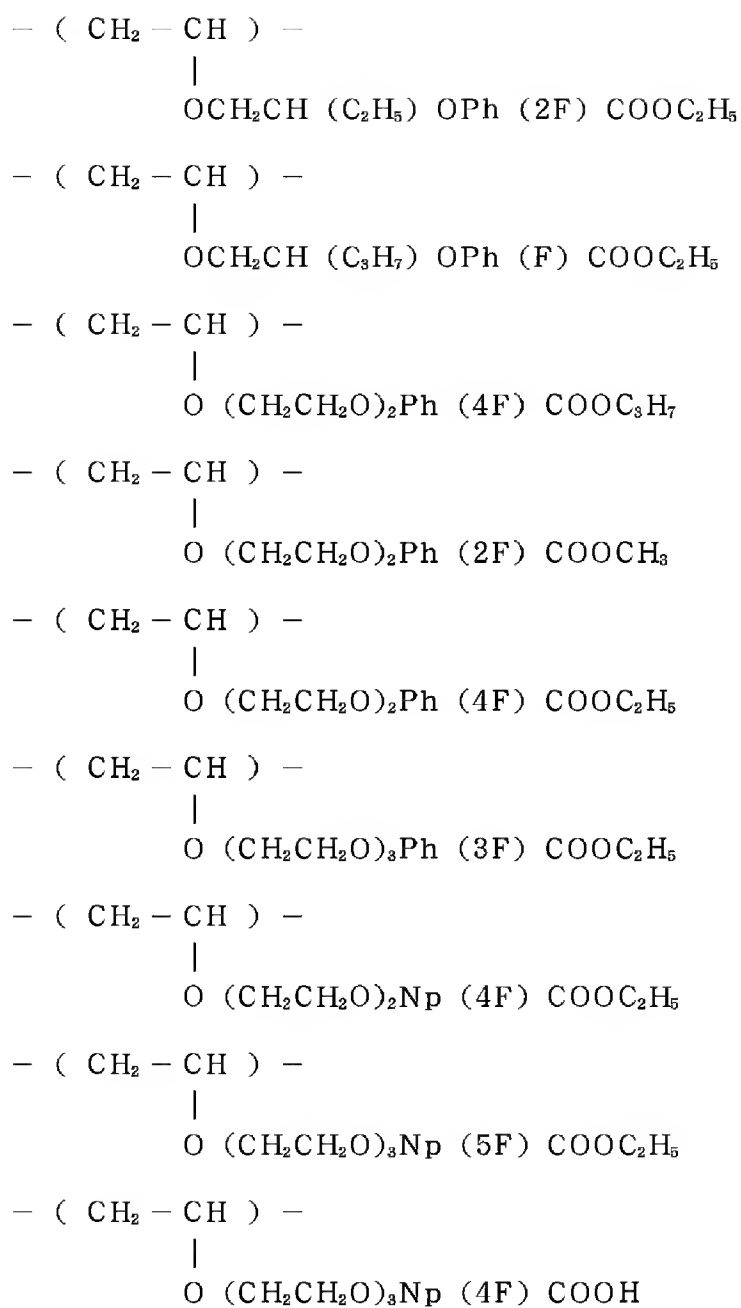 — ( CH₂ — CH ) —
|
OCH₂CH (C₂H₅) OPh (2F) COOC₂H₅
— ( CH₂ — CH ) —
|
OCH₂CH (C₃H₇) OPh (F) COOC₂H₅
— ( CH₂ — CH ) —
|
O (CH₂CH₂O)₂Ph (4F) COOC₃H₇
— ( CH₂ — CH ) —
|
O (CH₂CH₂O)₂Ph (2F) COOCH₃
— ( CH₂ — CH ) —
|
O (CH₂CH₂O)₂Ph (4F) COOC₂H₅
— ( CH₂ — CH ) —
|
O (CH₂CH₂O)₃Ph (3F) COOC₂H₅
— ( CH₂ — CH ) —
|
O (CH₂CH₂O)₂Np (4F) COOC₂H₅
— ( CH₂ — CH ) —
|
O (CH₂CH₂O)₃Np (5F) COOC₂H₅
— ( CH₂ — CH ) —
|
O (CH₂CH₂O)₃Np (4F) COOH